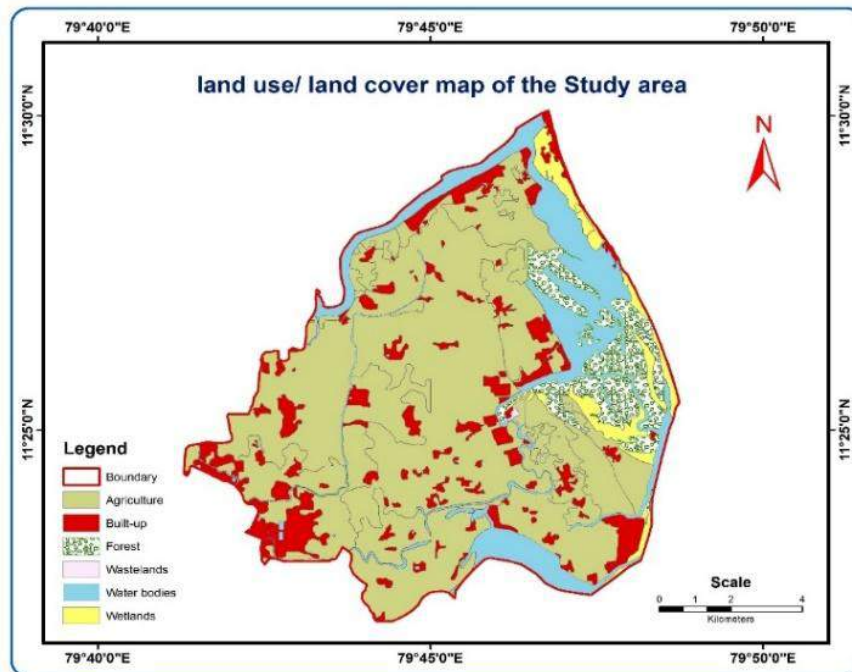 79°40'0"E 79°45'0"E 79°50'0"E
land use/ land cover map of the Study area
11°30'0"N 11°30'0"N
N
11°25'0"N 11°25'0"N
Legend
Boundary
Agriculture
Built-up
Forest
Wastelands
Water bodies
Wetlands
Scale
0 1 2 4
Kilometers
79°40'0"E 79°45'0"E 79°50'0"E